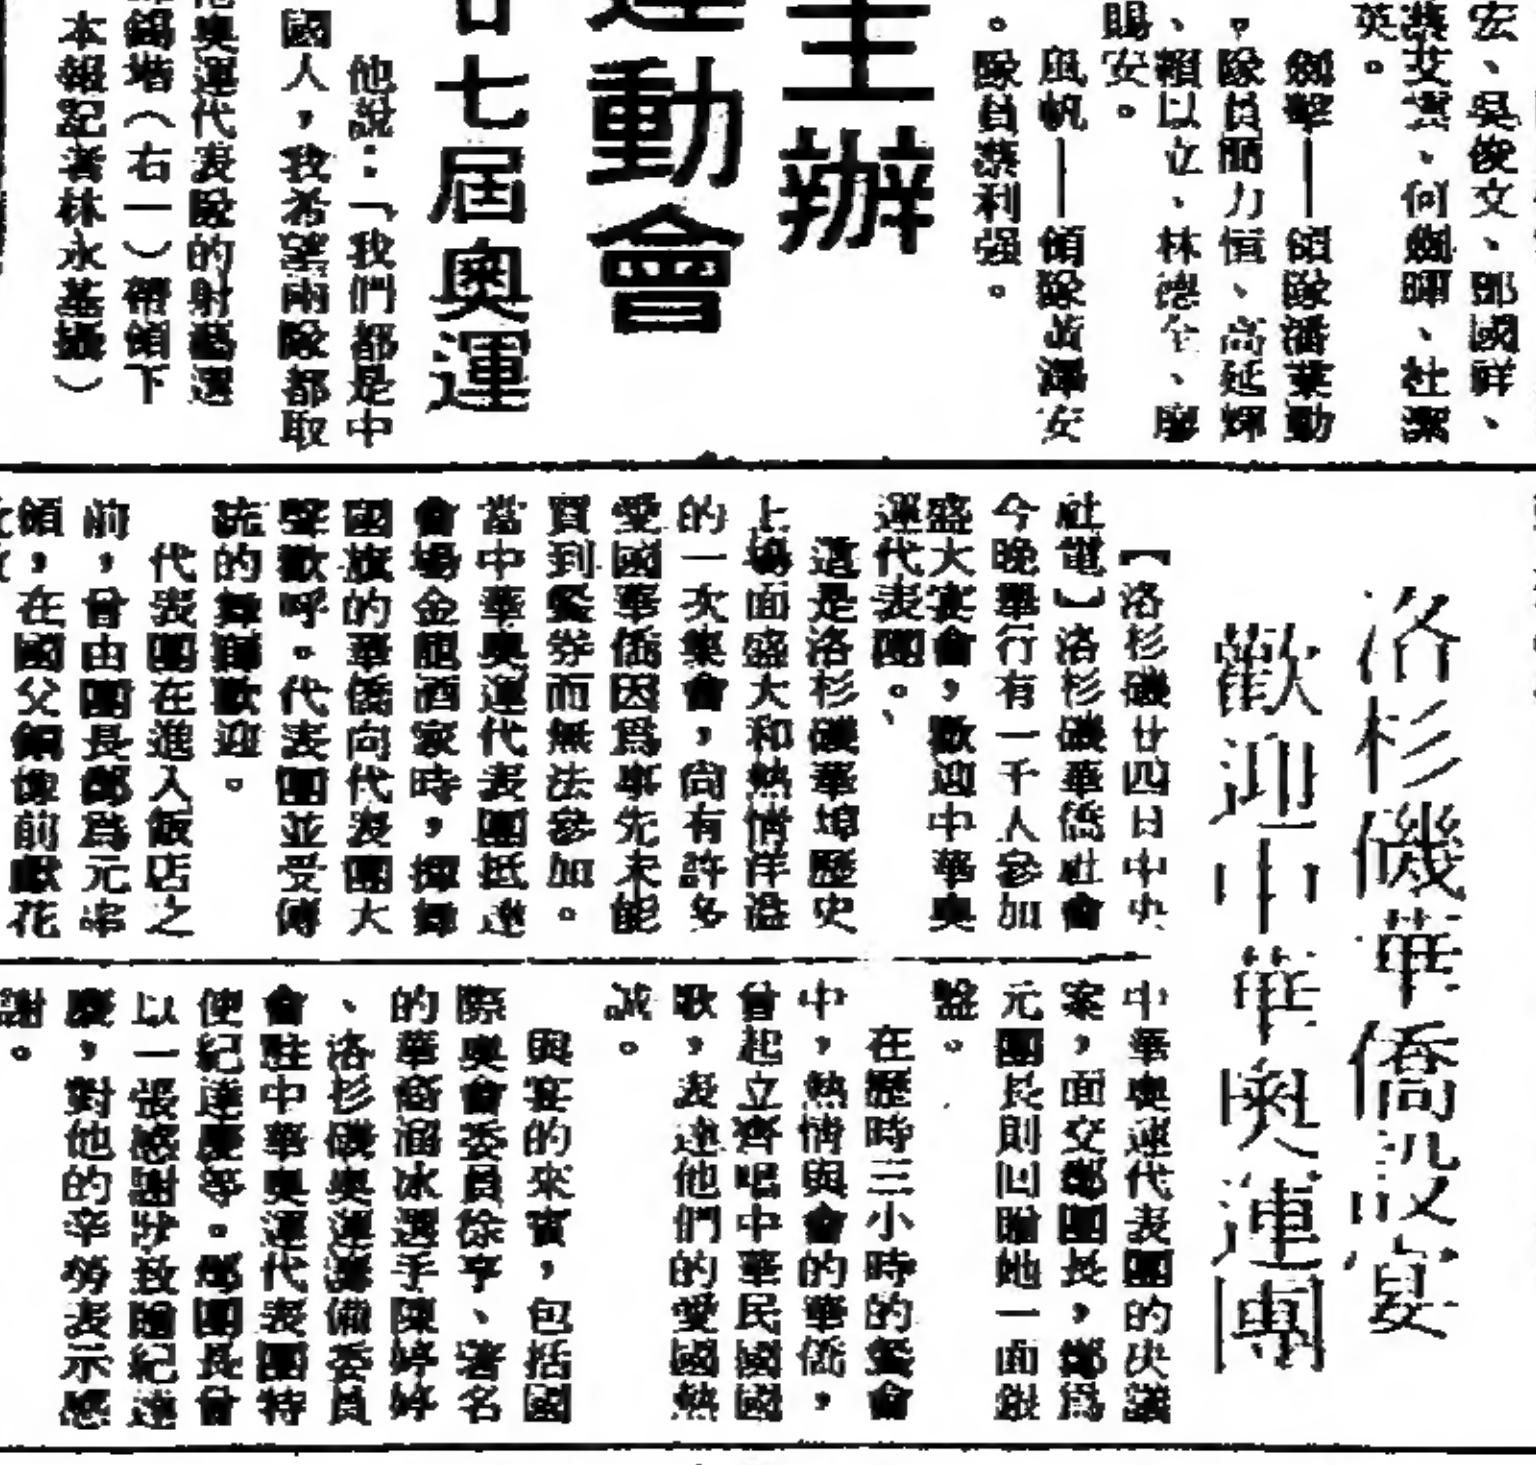 宏、吳俊文、鄧國祥、
蔡艾潔、何劍暉、杜潔
英。
劍擊——領隊潘業勳
，隊員關力恒、高延輝
、賴以立、林德全、廖
賜安。
風帆——領隊黃澤安
。隊員蔡利强。
主辦
運動會
廿七屆奧運
他說：「我們都是中
國人，我希望兩隊都取
奧運代表隊的射藝選
（右一）帶領下
本報記者林永基攝）
洛杉磯華僑設宴
歡迎中華奧運團
【洛杉磯廿四日中央
社電】洛杉磯華僑社會
今晚舉行有一千人參加
盛大宴會，歡迎中華奧
運代表團。
這是洛杉磯華埠歷史
上場面盛大和熱情洋溢
的一次集會，尙有許多
愛國華僑因爲事先未能
買到餐券而無法參加。
當中華奧運代表團抵達
會場金龍酒家時，揮舞
國旗的華僑向代表團大
聲歡呼。代表團並受傳
統的舞獅歡迎。
代表團在進入飯店之
前，曾由團長鄭爲元率
領，在國父銅像前獻花
中華奧運代表團的決議
案，面交鄭團長，鄭爲
元團長則回贈她一面銀
盤。
在歷時三小時的餐會
中，熱情與會的華僑，
曾起立齊唱中華民國國
歌，表達他們的愛國熱
誠。
與宴的來賓，包括國
際奧會委員徐亨、著名
的華裔溜冰選手陳婷婷
、洛杉磯奧運籌備委員
會駐中華奧運代表團特
使紀達慶等。鄭團長曾
以一張感謝狀致贈紀達
慶，對他的辛勞表示感
謝。